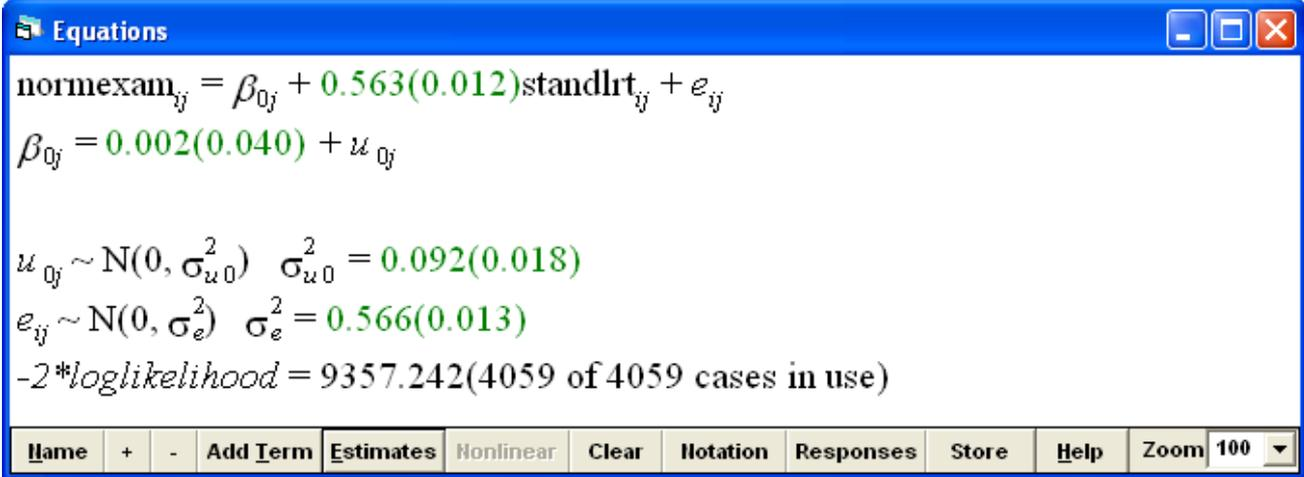 Equations
normexam_ij = β_0j + 0.563(0.012)standlrt_ij + e_ij
β_0j = 0.002(0.040) + u_0j
u_0j ~ N(0, σ²_u0) σ²_u0 = 0.092(0.018)
e_ij ~ N(0, σ²_e) σ²_e = 0.566(0.013)
-2*loglikelihood = 9357.242(4059 of 4059 cases in use)
Name + - Add Term Estimates Nonlinear Clear Notation Responses Store Help Zoom 100